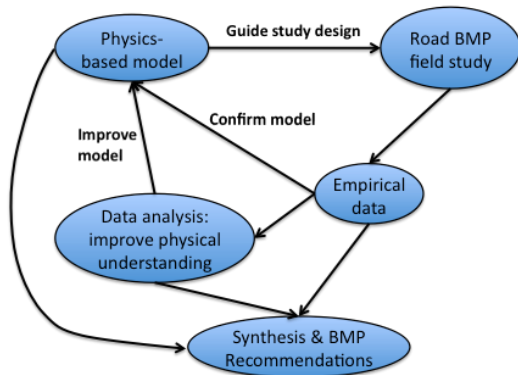 Physics-
based model
Guide study design
Road BMP
field study
Improve
model
Confirm model
Empirical
data
Data analysis:
improve physical
understanding
Synthesis & BMP
Recommendations